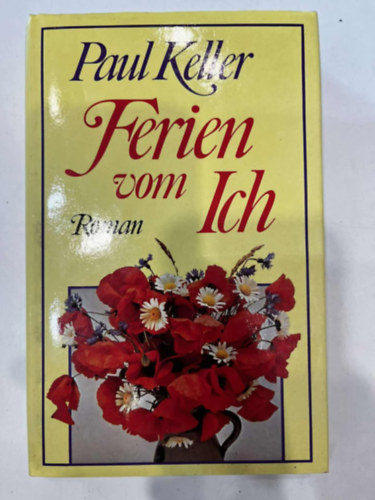 Paul Keller
Ferien
vom Ich
Roman